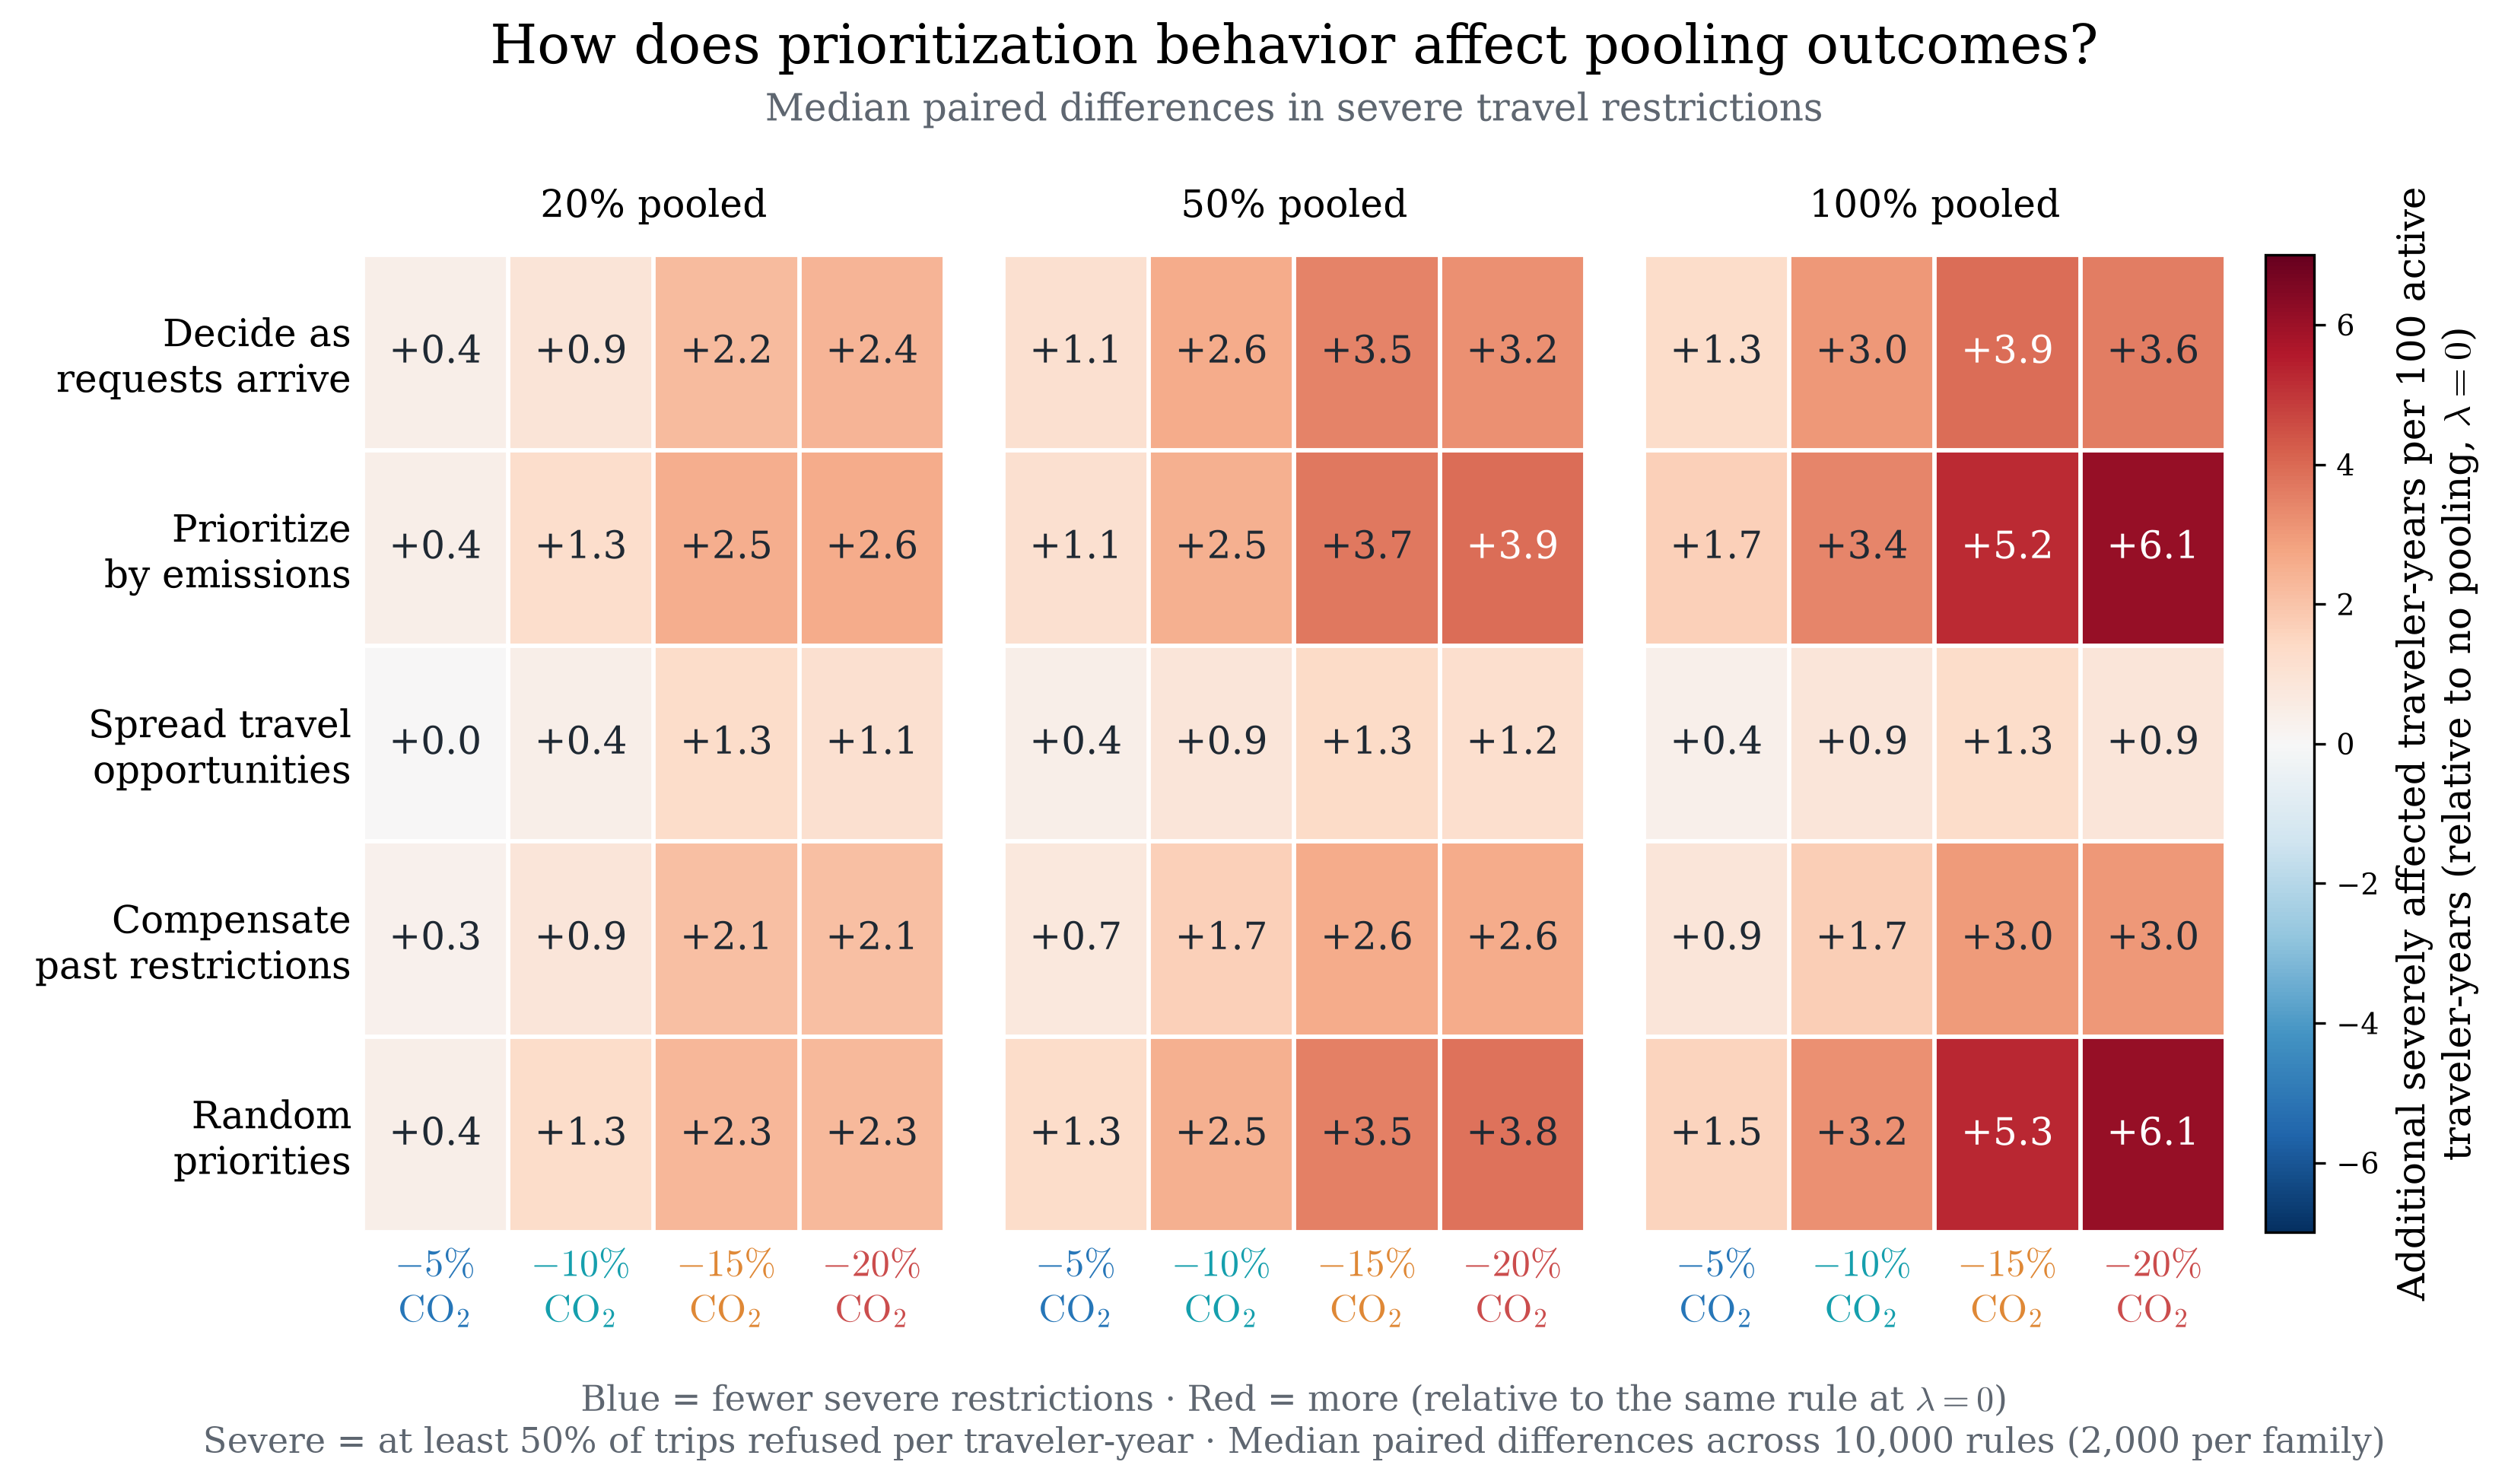 How does prioritization behavior affect pooling outcomes?
Median paired differences in severe travel restrictions
20% pooled
50% pooled
100% pooled
Decide as
requests arrive
+0.4 +0.9 +2.2 +2.4 +1.1 +2.6 +3.5 +3.2 +1.3 +3.0 +3.9 +3.6
Prioritize
by emissions
+0.4 +1.3 +2.5 +2.6 +1.1 +2.5 +3.7 +3.9 +1.7 +3.4 +5.2 +6.1
Spread travel
opportunities
+0.0 +0.4 +1.3 +1.1 +0.4 +0.9 +1.3 +1.2 +0.4 +0.9 +1.3 +0.9
Compensate
past restrictions
+0.3 +0.9 +2.1 +2.1 +0.7 +1.7 +2.6 +2.6 +0.9 +1.7 +3.0 +3.0
Random
priorities
+0.4 +1.3 +2.3 +2.3 +1.3 +2.5 +3.5 +3.8 +1.5 +3.2 +5.3 +6.1
−5% −10% −15% −20% −5% −10% −15% −20% −5% −10% −15% −20%
CO₂ CO₂ CO₂ CO₂ CO₂ CO₂ CO₂ CO₂ CO₂ CO₂ CO₂ CO₂
6
4
2
0
−2
−4
−6
Additional severely affected traveler-years per 100 active
traveler-years (relative to no pooling, λ = 0)
Blue = fewer severe restrictions · Red = more (relative to the same rule at λ = 0)
Severe = at least 50% of trips refused per traveler-year · Median paired differences across 10,000 rules (2,000 per family)